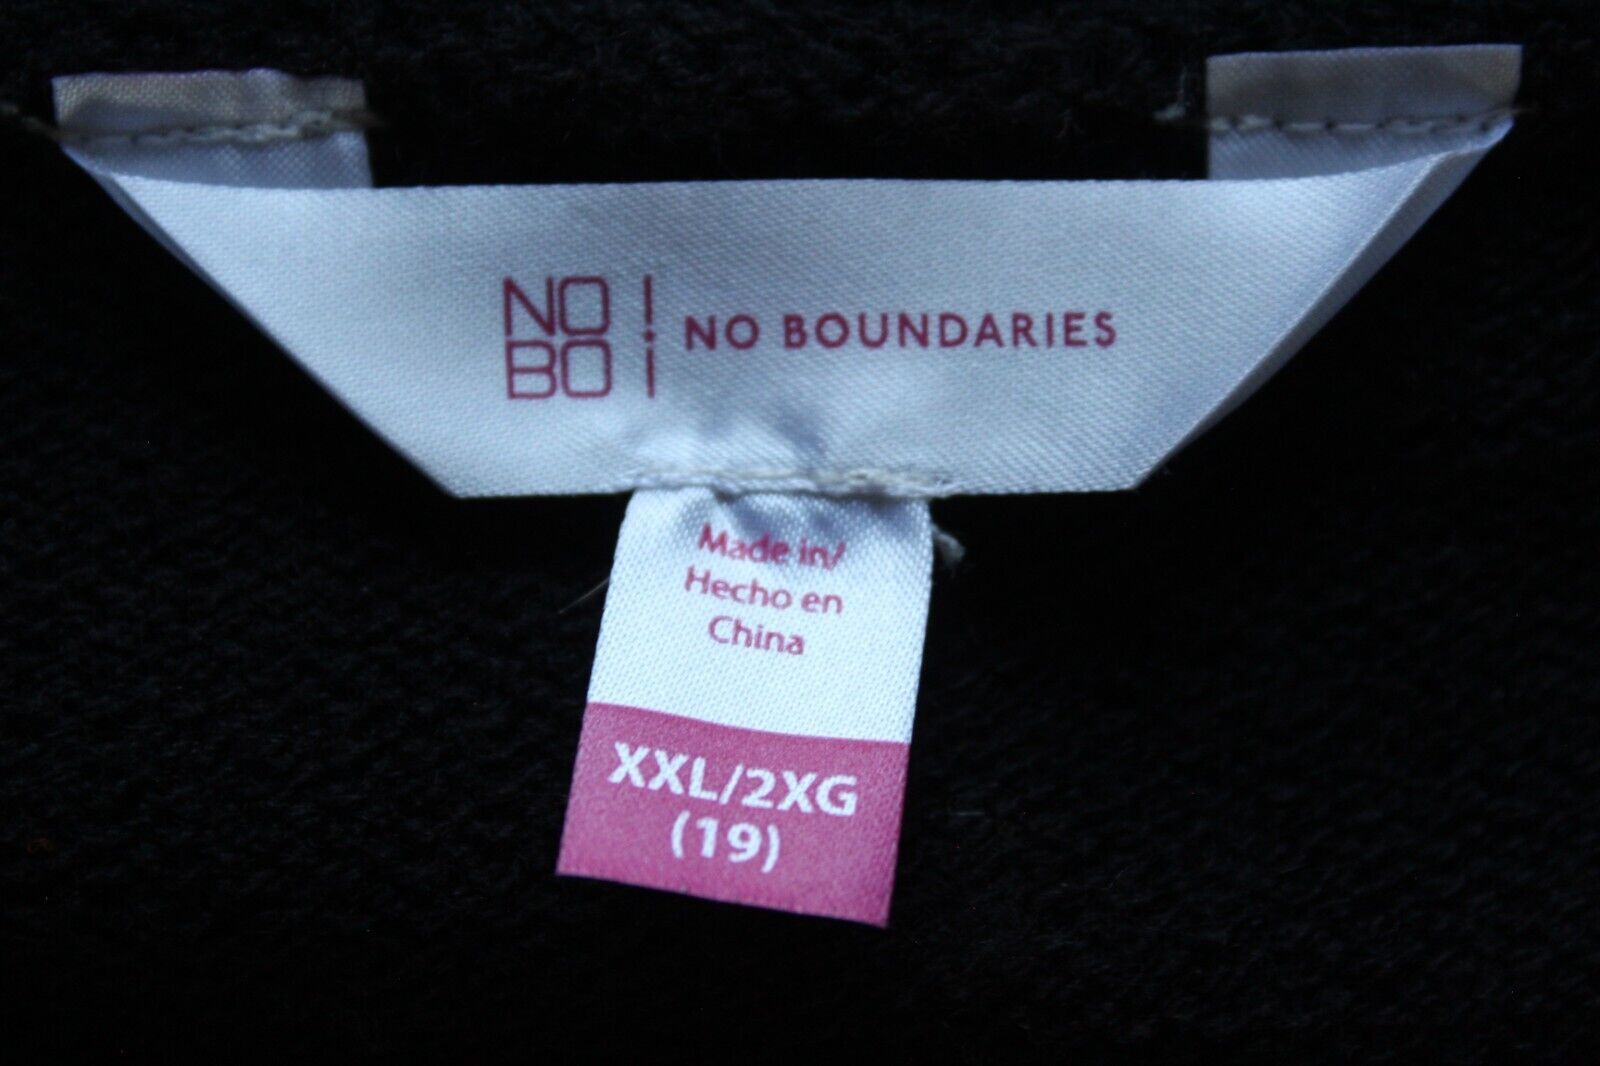 NO
BO
NO BOUNDARIES
Made in/
Hecho en
China
XXL/2XG
(19)